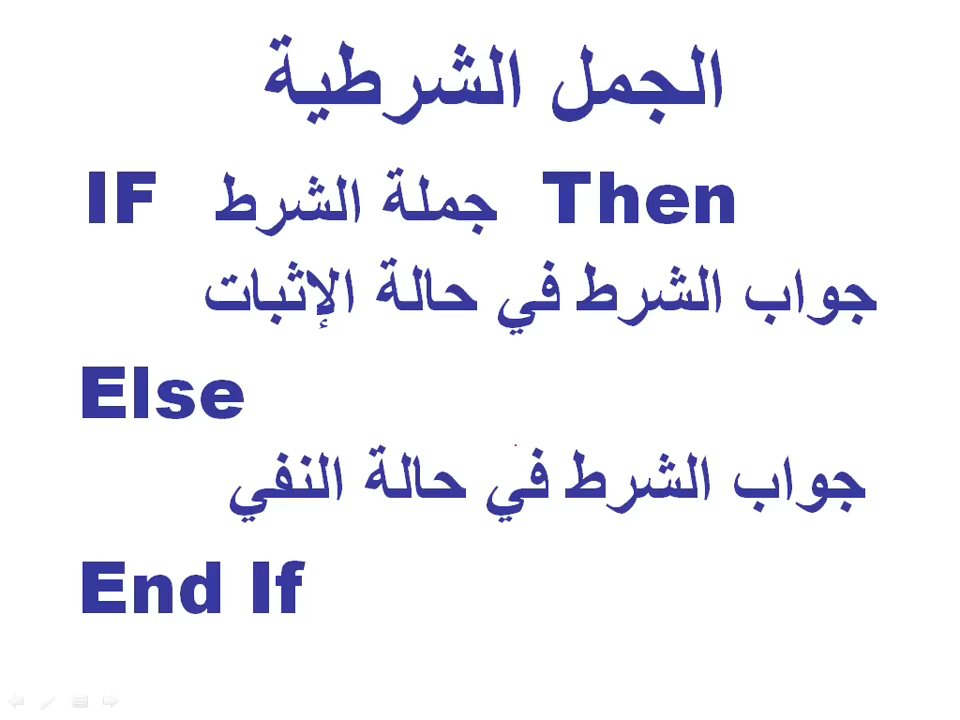 الجمل الشرطية
IF جملة الشرط Then
جواب الشرط في حالة الإثبات
Else
جواب الشرط في حالة النفي
End If